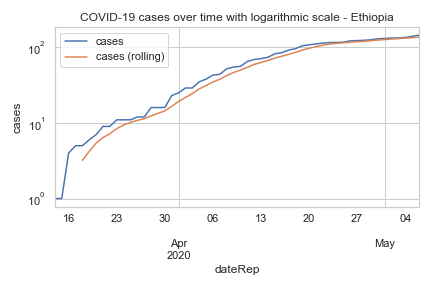 COVID-19 cases over time with logarithmic scale - Ethiopia
cases
cases (rolling)
10²
10¹
10⁰
cases
16 23 30 06 13 20 27 04
Apr May
2020
dateRep